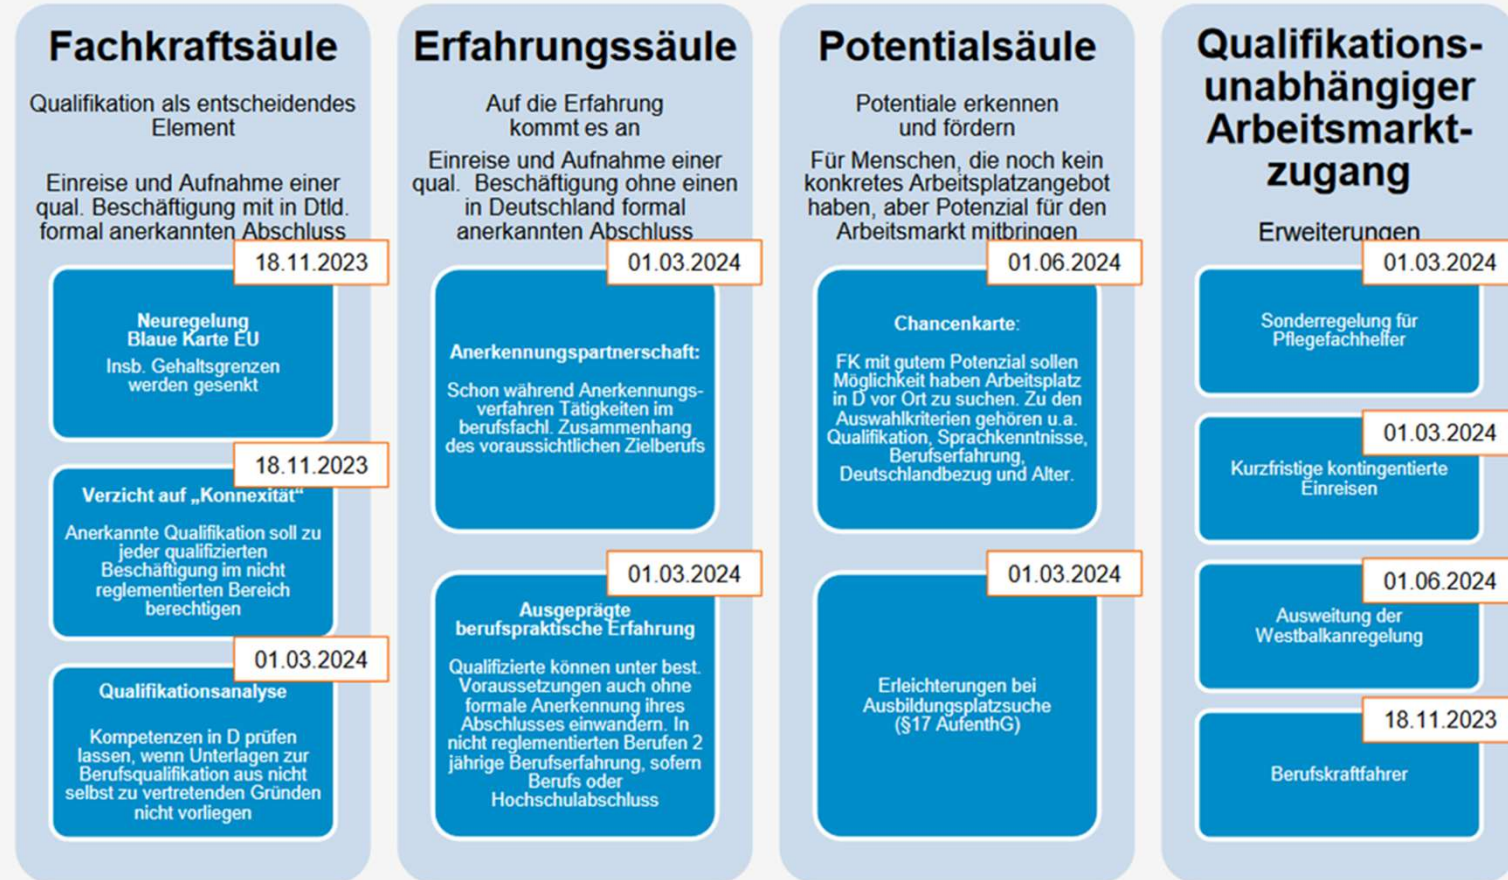 Fachkraftsäule
Qualifikation als entscheidendes
Element
Einreise und Aufnahme einer
qual. Beschäftigung mit in Dtld.
formal anerkannten Abschluss
18.11.2023
Neuregelung
Blaue Karte EU
Insb. Gehaltsgrenzen
werden gesenkt
18.11.2023
Verzicht auf „Konnexität“
Anerkannte Qualifikation soll zu
jeder qualifizierten
Beschäftigung im nicht
reglementierten Bereich
berechtigen
01.03.2024
Qualifikationsanalyse
Kompetenzen in D prüfen
lassen, wenn Unterlagen zur
Berufsqualifikation aus nicht
selbst zu vertretenden Gründen
nicht vorliegen
Erfahrungssäule
Auf die Erfahrung
kommt es an
Einreise und Aufnahme einer
qual. Beschäftigung ohne einen
in Deutschland formal
anerkannten Abschluss
01.03.2024
Anerkennungspartnerschaft:
Schon während Anerkennungs-
verfahren Tätigkeiten im
berufsfachl. Zusammenhang
des voraussichtlichen Zielberufs
01.03.2024
Ausgeprägte
berufspraktische Erfahrung
Qualifizierte können unter best.
Voraussetzungen auch ohne
formale Anerkennung ihres
Abschlusses einwandern. In
nicht reglementierten Berufen 2
jährige Berufserfahrung, sofern
Berufs oder
Hochschulabschluss
Potentialsäule
Potentiale erkennen
und fördern
Für Menschen, die noch kein
konkretes Arbeitsplatzangebot
haben, aber Potenzial für den
Arbeitsmarkt mitbringen
01.06.2024
Chancenkarte:
FK mit gutem Potenzial sollen
Möglichkeit haben Arbeitsplatz
in D vor Ort zu suchen. Zu den
Auswahlkriterien gehören u.a.
Qualifikation, Sprachkenntnisse,
Berufserfahrung,
Deutschlandbezug und Alter.
01.03.2024
Erleichterungen bei
Ausbildungsplatzsuche
(§17 AufenthG)
Qualifikations-
unabhängiger
Arbeitsmarkt-
zugang
Erweiterungen
01.03.2024
Sonderregelung für
Pflegefachhelfer
01.03.2024
Kurzfristige kontingentierte
Einreisen
01.06.2024
Ausweitung der
Westbalkanregelung
18.11.2023
Berufskraftfahrer